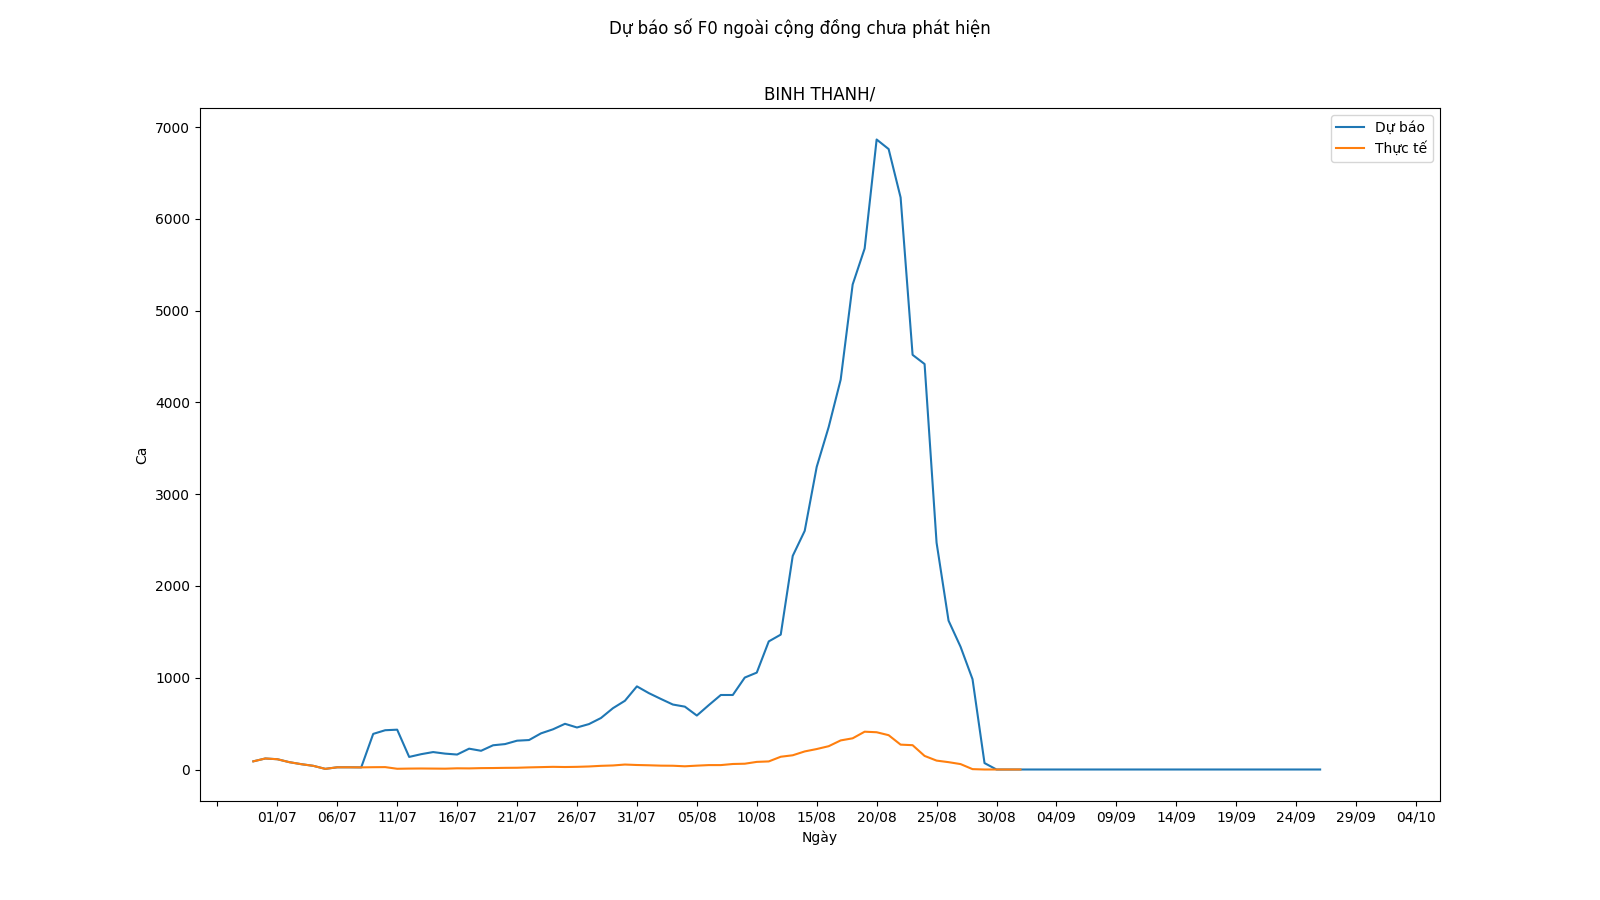 Dự báo số F0 ngoài cộng đồng chưa phát hiện
BINH THANH/
Dự báo
Thực tế
7000
6000
5000
4000
3000
2000
1000
0
Ca
01/07 06/07 11/07 16/07 21/07 26/07 31/07 05/08 10/08 15/08 20/08 25/08 30/08 04/09 09/09 14/09 19/09 24/09 29/09 04/10
Ngày